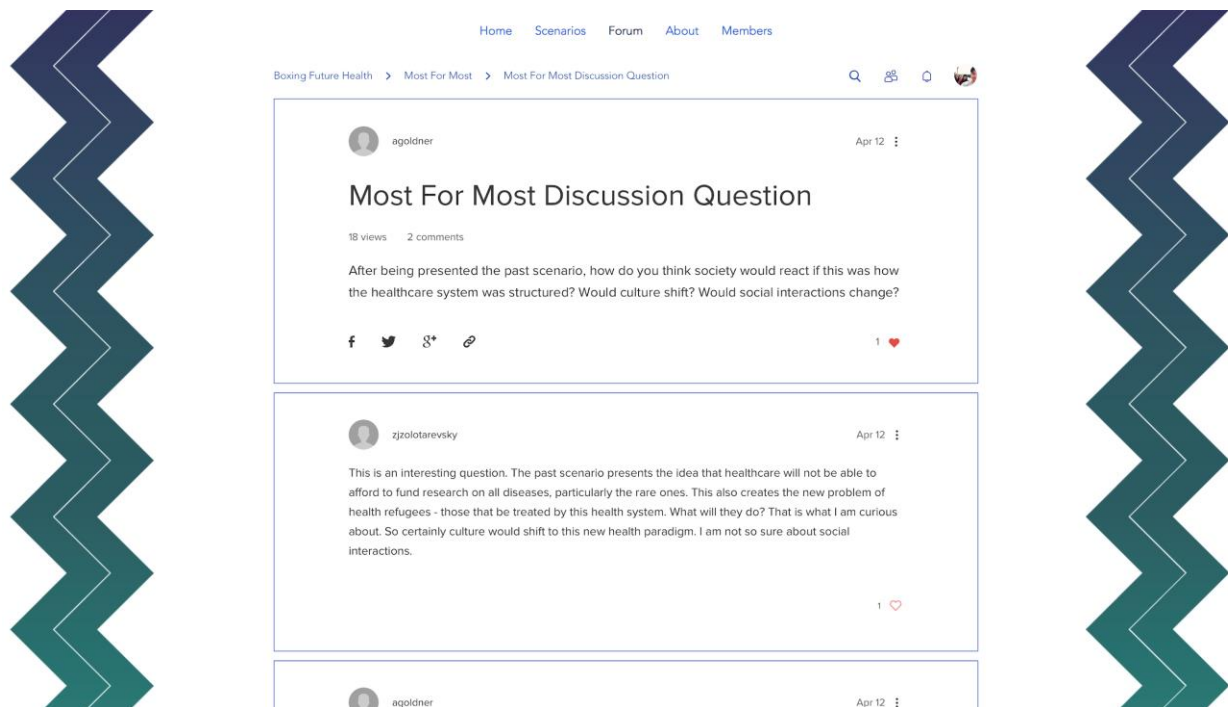 Home Scenarios Forum About Members
Boxing Future Health > Most For Most > Most For Most Discussion Question
agoldner Apr 12
Most For Most Discussion Question
18 views 2 comments
After being presented the past scenario, how do you think society would react if this was how
the healthcare system was structured? Would culture shift? Would social interactions change?
1
zjzolotarevsky Apr 12
This is an interesting question. The past scenario presents the idea that healthcare will not be able to
afford to fund research on all diseases, particularly the rare ones. This also creates the new problem of
health refugees - those that be treated by this health system. What will they do? That is what I am curious
about. So certainly culture would shift to this new health paradigm. I am not so sure about social
interactions.
1
agoldner Apr 12